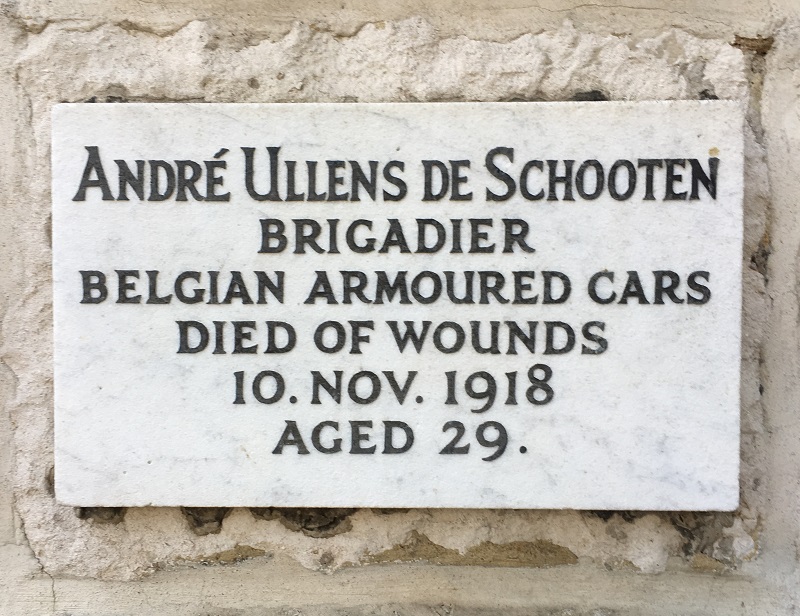 ANDRÉ ULLENS DE SCHOOTEN
BRIGADIER
BELGIAN ARMOURED CARS
DIED OF WOUNDS
10. NOV. 1918
AGED 29.